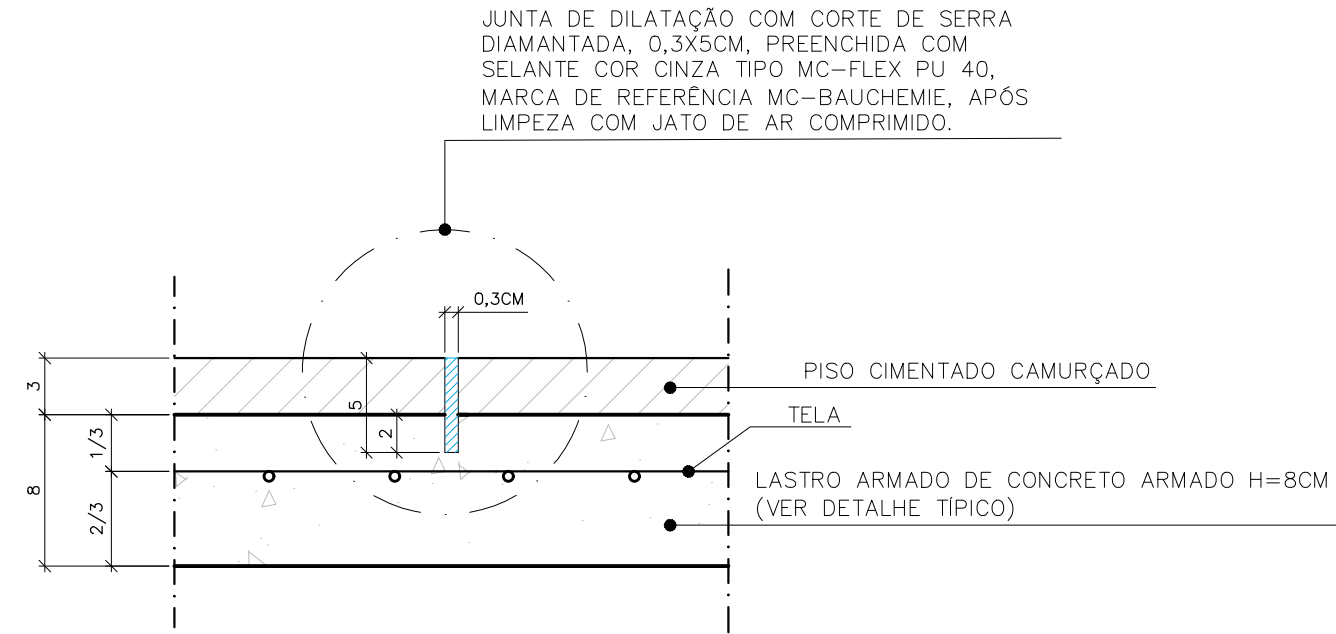 JUNTA DE DILATAÇÃO COM CORTE DE SERRA
DIAMANTADA, 0,3X5CM, PREENCHIDA COM
SELANTE COR CINZA TIPO MC-FLEX PU 40,
MARCA DE REFERÊNCIA MC-BAUCHEMIE, APÓS
LIMPEZA COM JATO DE AR COMPRIMIDO.
0,3CM
3
5
PISO CIMENTADO CAMURÇADO
TELA
1/3
2
8
2/3
LASTRO ARMADO DE CONCRETO ARMADO H=8CM
(VER DETALHE TÍPICO)